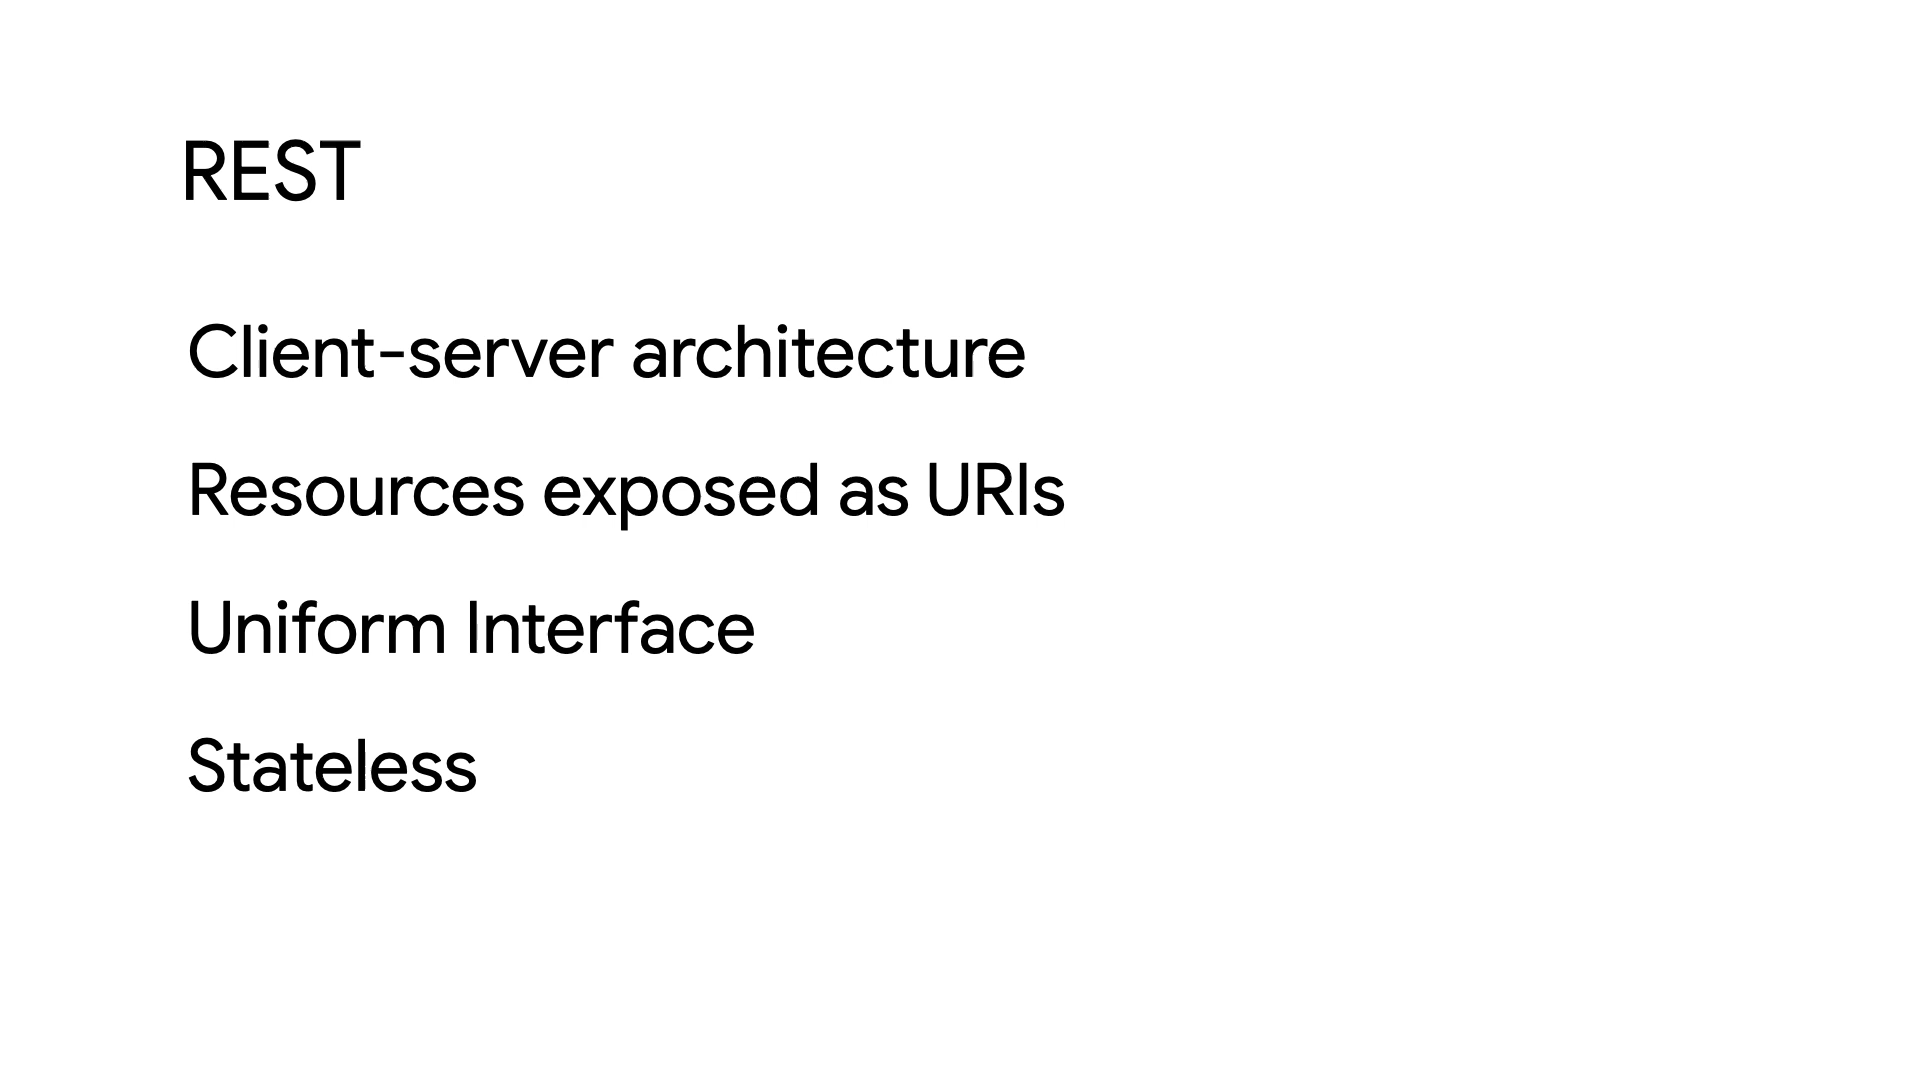 REST
Client-server architecture
Resources exposed as URIs
Uniform Interface
Stateless